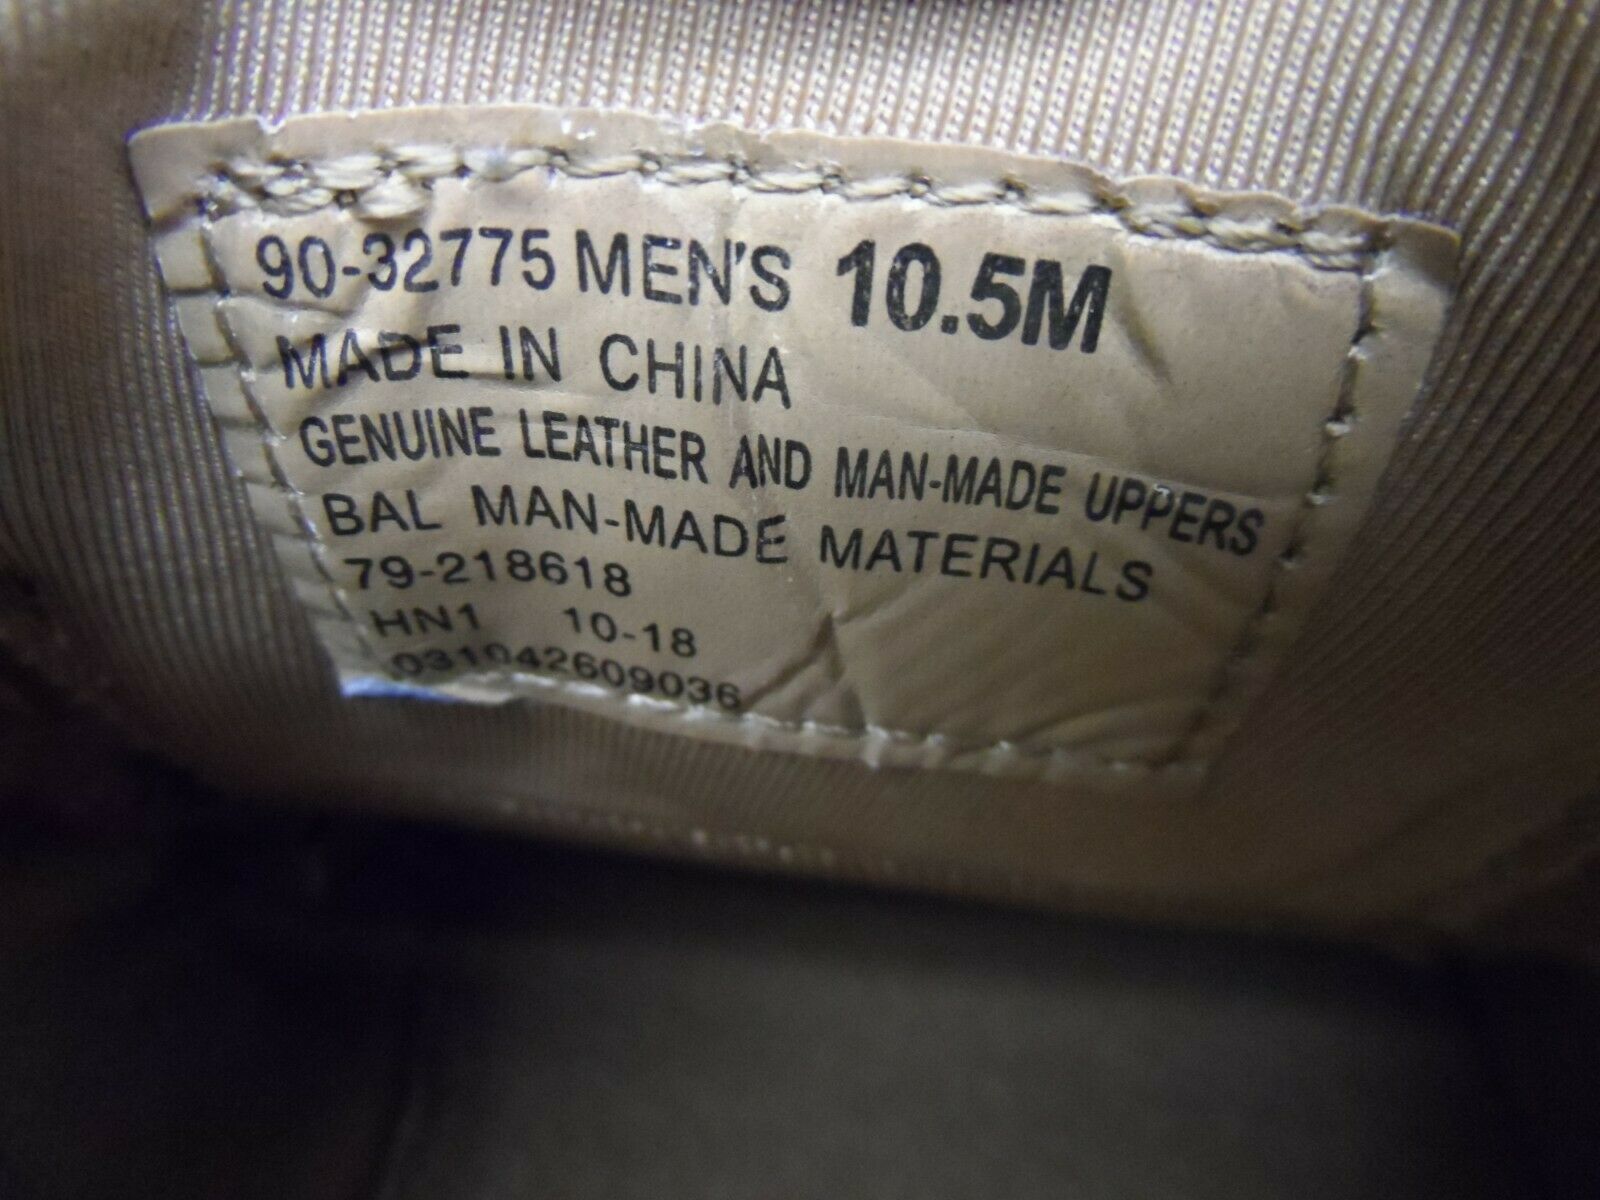 90-32775 MEN'S 10.5M
MADE IN CHINA
GENUINE LEATHER AND MAN-MADE UPPERS
BAL MAN-MADE MATERIALS
79-218618
HN1 10-18
031042609036